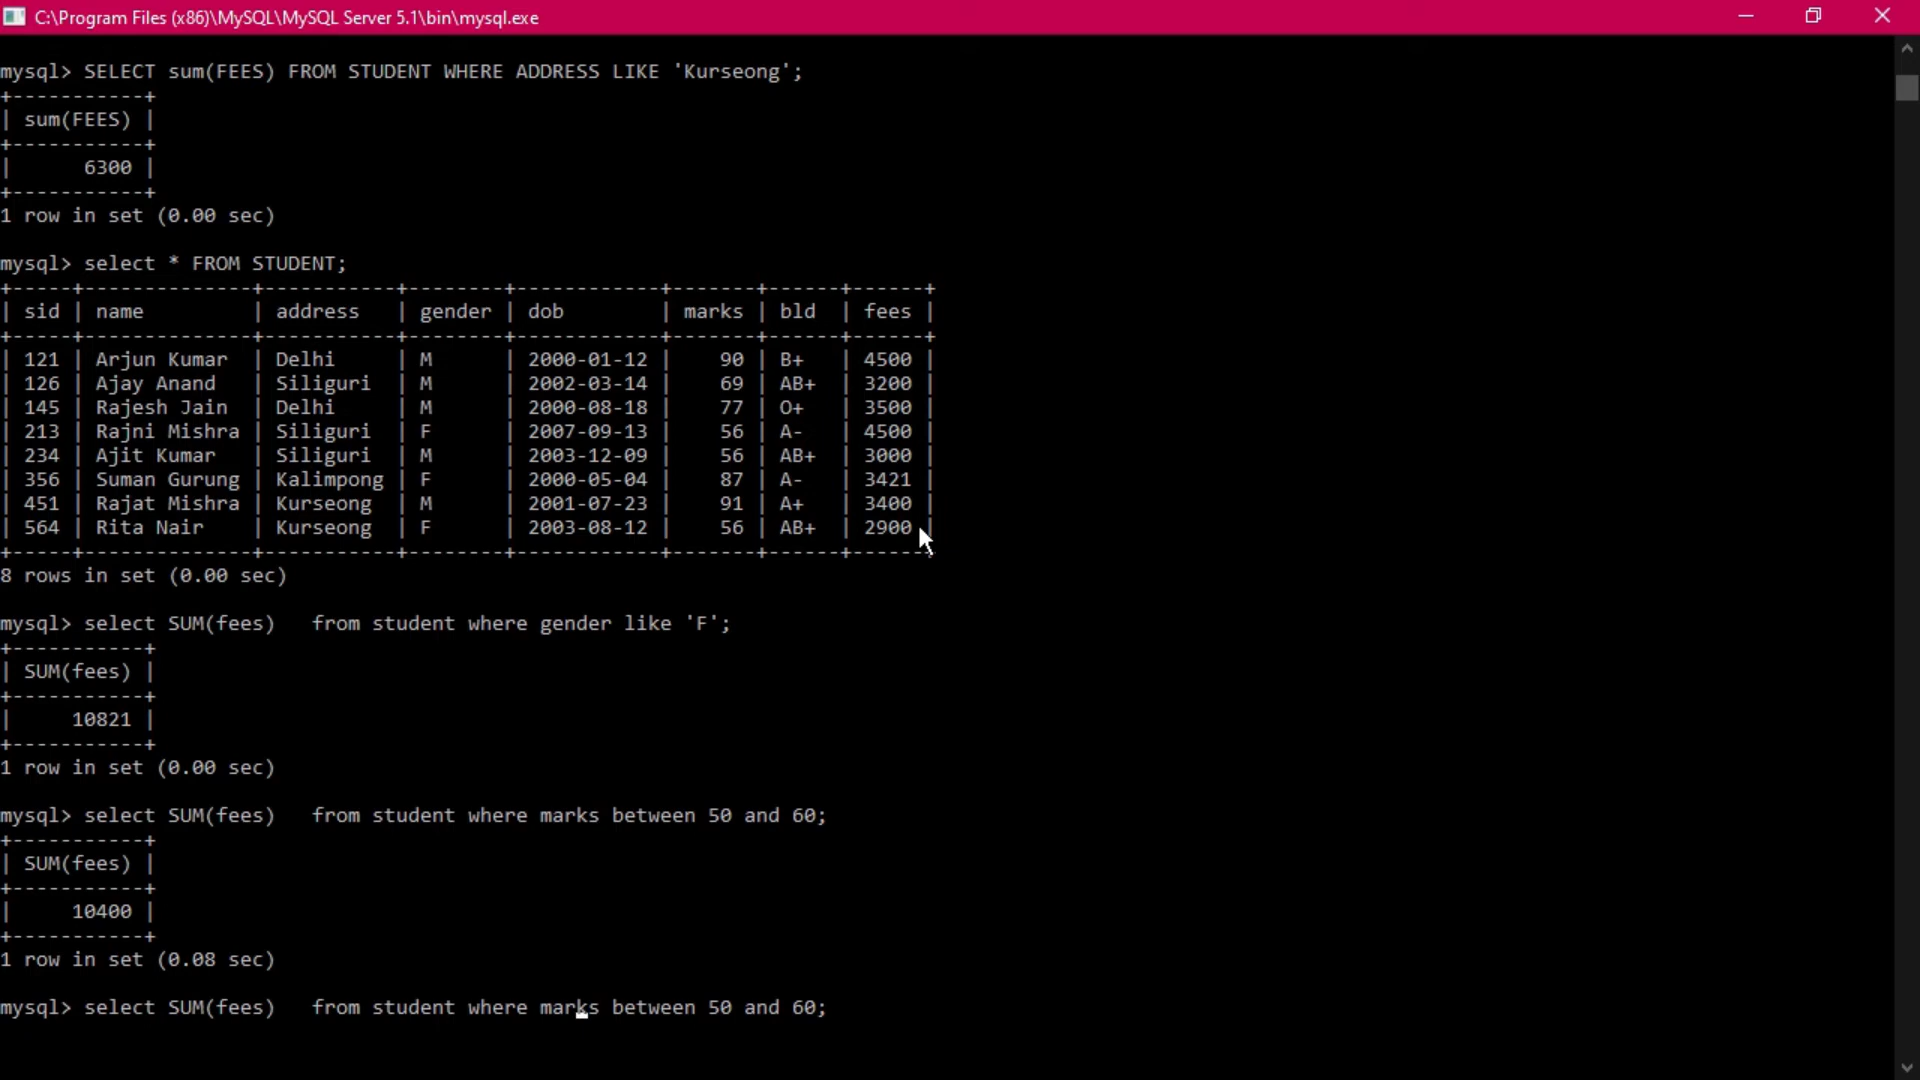 C:\Program Files (x86)\MySQL\MySQL Server 5.1\bin\mysql.exe
mysql> SELECT sum(FEES) FROM STUDENT WHERE ADDRESS LIKE 'Kurseong';
+-----------+
| sum(FEES) |
+-----------+
|      6300 |
+-----------+
1 row in set (0.00 sec)
mysql> select * FROM STUDENT;
+-----+--------------+-----------+--------+------------+-------+------+------+
| sid | name         | address   | gender | dob        | marks | bld  | fees |
+-----+--------------+-----------+--------+------------+-------+------+------+
| 121 | Arjun Kumar  | Delhi     | M      | 2000-01-12 |    90 | B+   | 4500 |
| 126 | Ajay Anand   | Siliguri  | M      | 2002-03-14 |    69 | AB+  | 3200 |
| 145 | Rajesh Jain  | Delhi     | M      | 2000-08-18 |    77 | O+   | 3500 |
| 213 | Rajni Mishra | Siliguri  | F      | 2007-09-13 |    56 | A-   | 4500 |
| 234 | Ajit Kumar   | Siliguri  | M      | 2003-12-09 |    56 | AB+  | 3000 |
| 356 | Suman Gurung | Kalimpong | F      | 2000-05-04 |    87 | A-   | 3421 |
| 451 | Rajat Mishra | Kurseong  | M      | 2001-07-23 |    91 | A+   | 3400 |
| 564 | Rita Nair    | Kurseong  | F      | 2003-08-12 |    56 | AB+  | 2900 |
+-----+--------------+-----------+--------+------------+-------+------+------+
8 rows in set (0.00 sec)
mysql> select SUM(fees)   from student where gender like 'F';
+-----------+
| SUM(fees) |
+-----------+
|     10821 |
+-----------+
1 row in set (0.00 sec)
mysql> select SUM(fees)   from student where marks between 50 and 60;
+-----------+
| SUM(fees) |
+-----------+
|     10400 |
+-----------+
1 row in set (0.08 sec)
mysql> select SUM(fees)   from student where marks between 50 and 60;